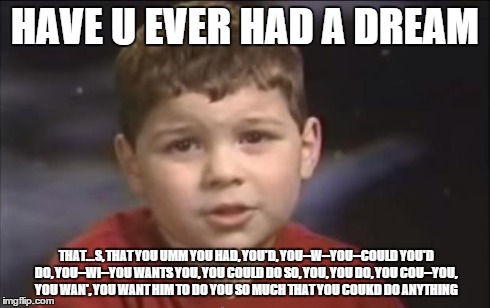 HAVE U EVER HAD A DREAM
THAT...S, THAT YOU UMM YOU HAD, YOU'D, YOU--W--YOU--COULD YOU'D
DO, YOU--WI--YOU WANTS YOU, YOU COULD DO SO, YOU, YOU DO, YOU COU--YOU,
YOU WAN', YOU WANT HIM TO DO YOU SO MUCH THAT YOU COUKD DO ANYTHING
imgflip.com